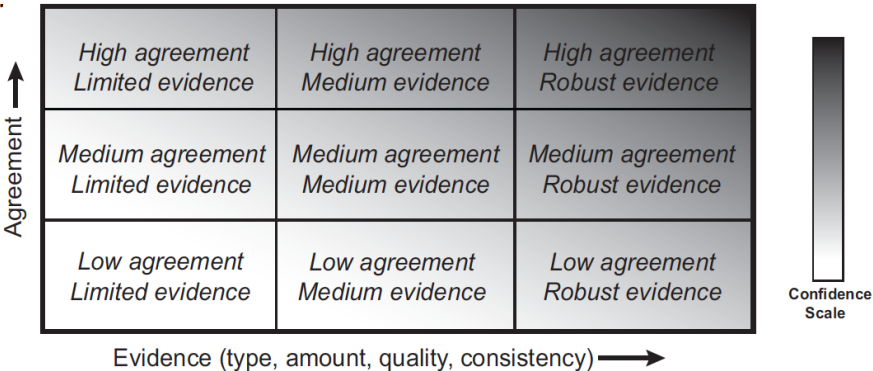 High agreement
Limited evidence
High agreement
Medium evidence
High agreement
Robust evidence
Medium agreement
Limited evidence
Medium agreement
Medium evidence
Medium agreement
Robust evidence
Low agreement
Limited evidence
Low agreement
Medium evidence
Low agreement
Robust evidence
Agreement
Evidence (type, amount, quality, consistency)
Confidence
Scale